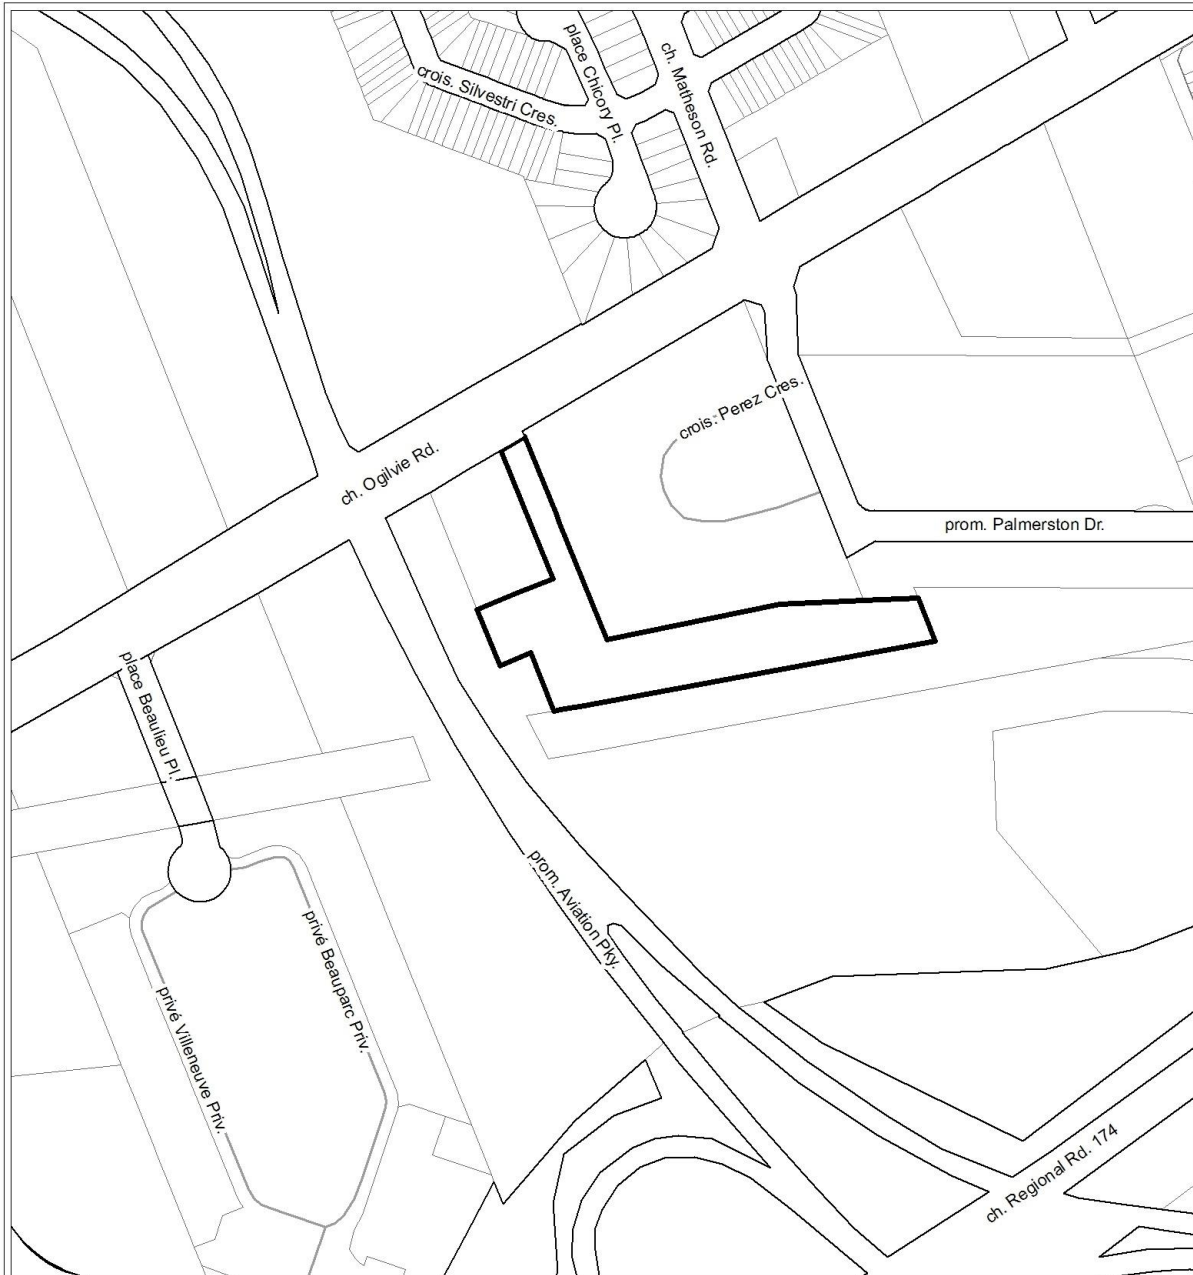 place Chicory Pl.
ch. Matheson Rd.
crois. Silvestri Cres.
crois. Perez Cres.
ch. Ogilvie Rd.
prom. Palmerston Dr.
place Beaulieu Pl.
prom. Aviation Pky.
privé Beauparc Priv.
privé Villeneuve Priv.
ch. Regional Rd. 174